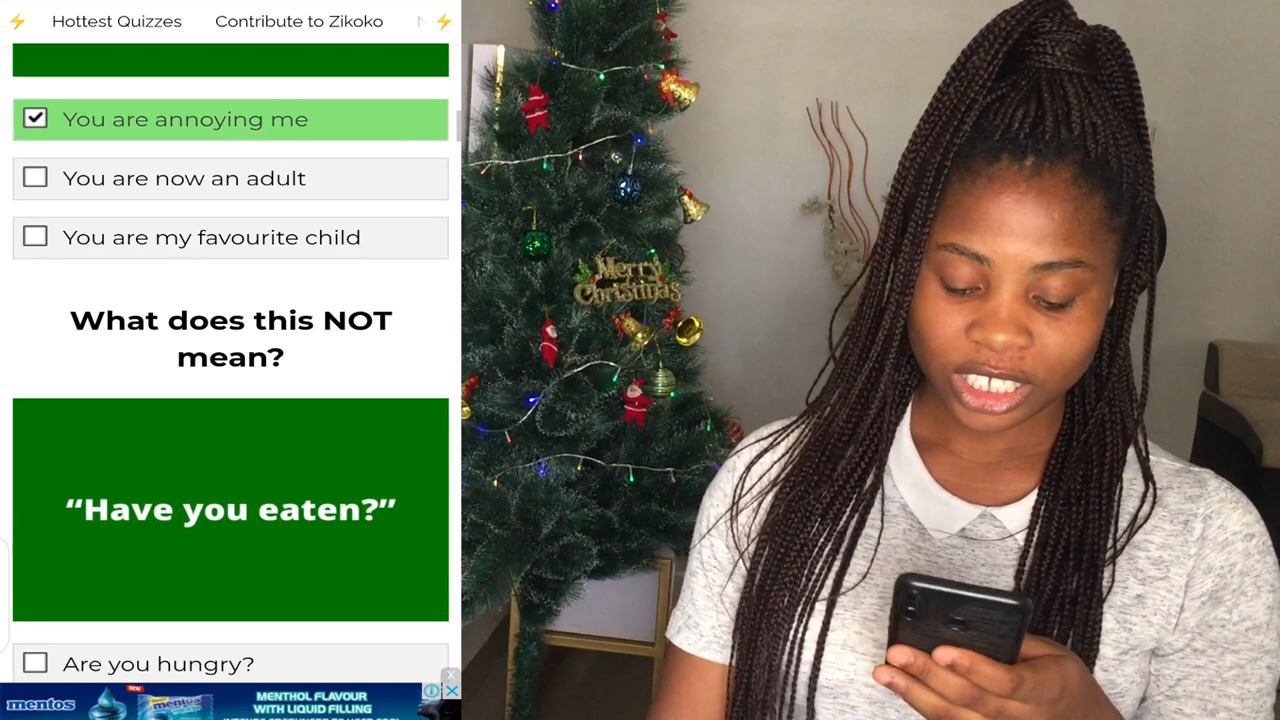 Hottest Quizzes
Contribute to Zikoko
You are annoying me
You are now an adult
You are my favourite child
What does this NOT
mean?
“Have you eaten?”
Are you hungry?
mentos
NEW
mentos
MENTHOL FLAVOUR
WITH LIQUID FILLING
Merry
Christmas